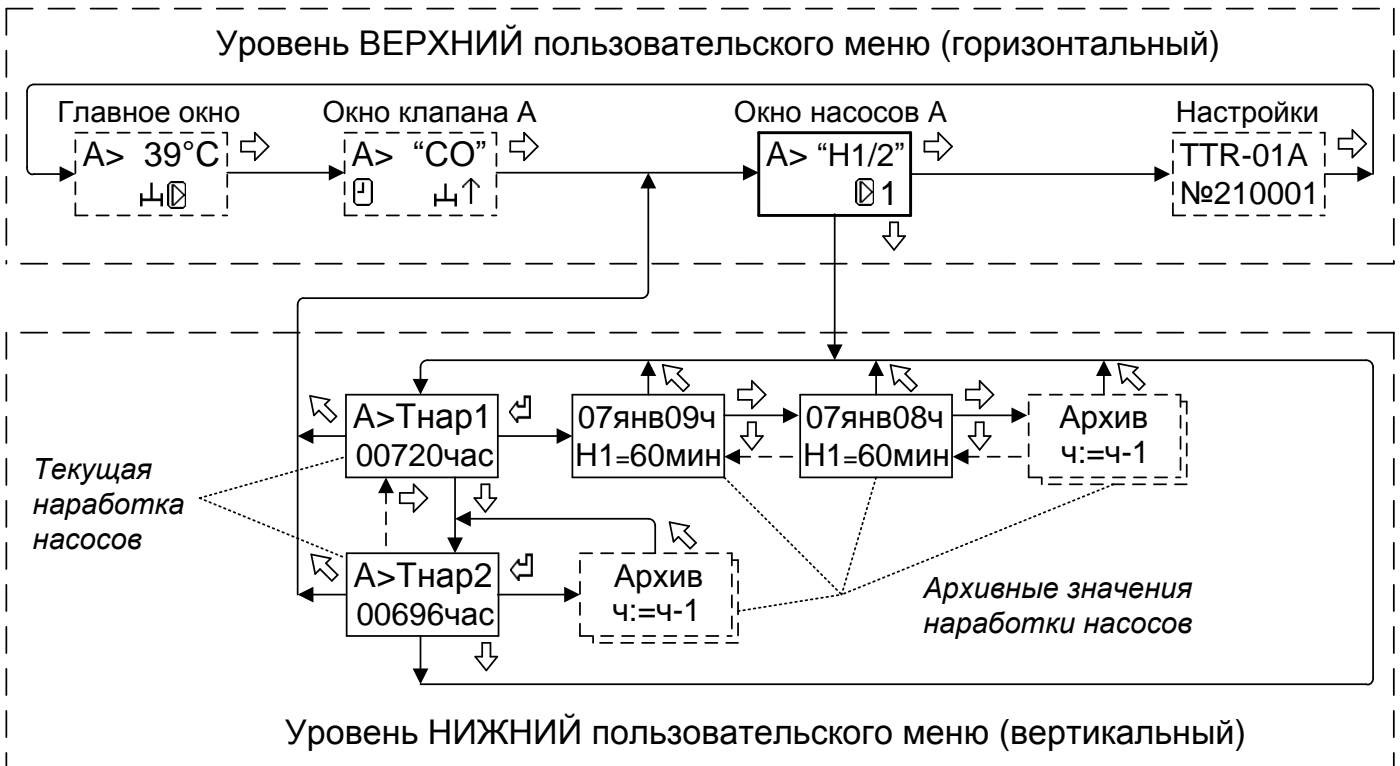 Уровень ВЕРХНИЙ пользовательского меню (горизонтальный)
Главное окно
A> 39°C
Окно клапана А
A> “CO”
Окно насосов А
A> “Н1/2”
1
Настройки
TTR-01A
№210001
A>Тнар1
00720час
07янв09ч
Н1=60мин
07янв08ч
Н1=60мин
Архив
ч:=ч-1
Текущая
наработка
насосов
A>Тнар2
00696час
Архив
ч:=ч-1
Архивные значения
наработки насосов
Уровень НИЖНИЙ пользовательского меню (вертикальный)